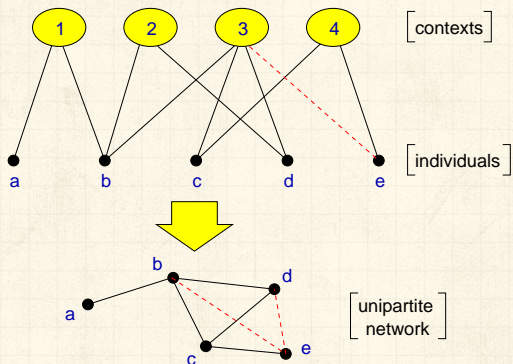 1 2 3 4 [contexts]
a b c d e [individuals]
b d
a
c e
[unipartite
network]